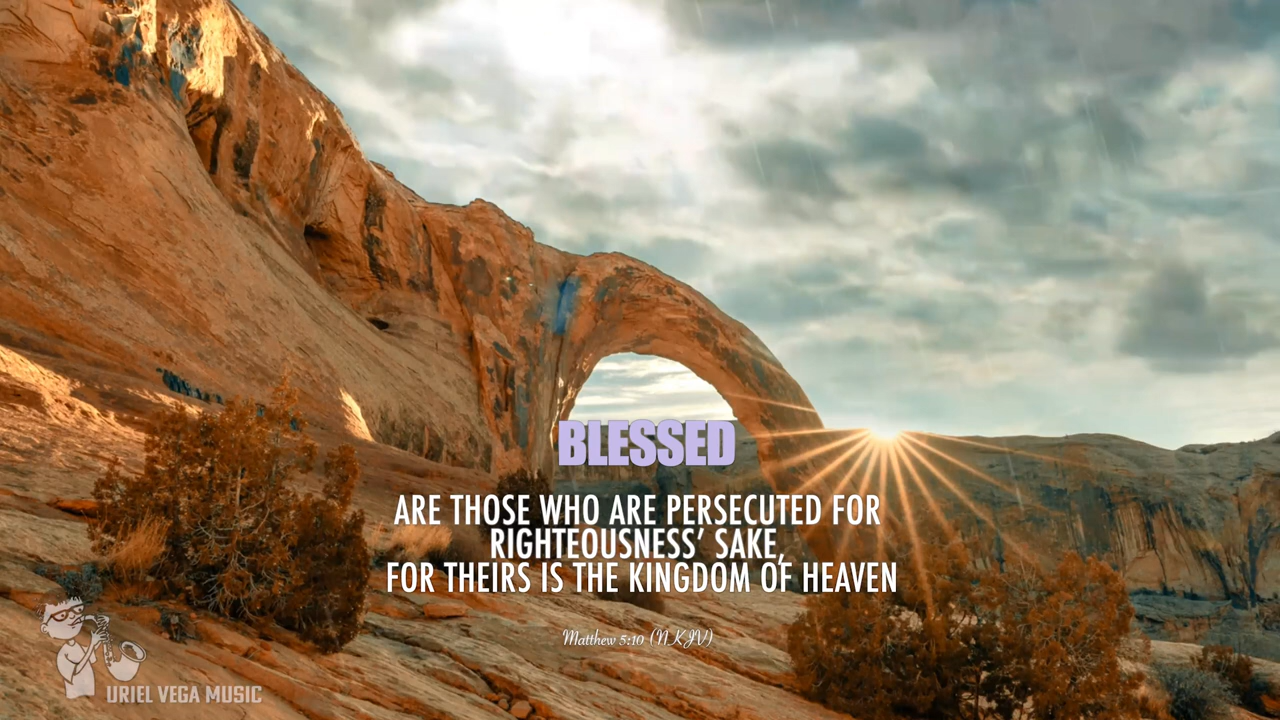 BLESSED
ARE THOSE WHO ARE PERSECUTED FOR
RIGHTEOUSNESS’ SAKE,
FOR THEIRS IS THE KINGDOM OF HEAVEN
Matthew 5:10 (NKJV)
URIEL VEGA MUSIC